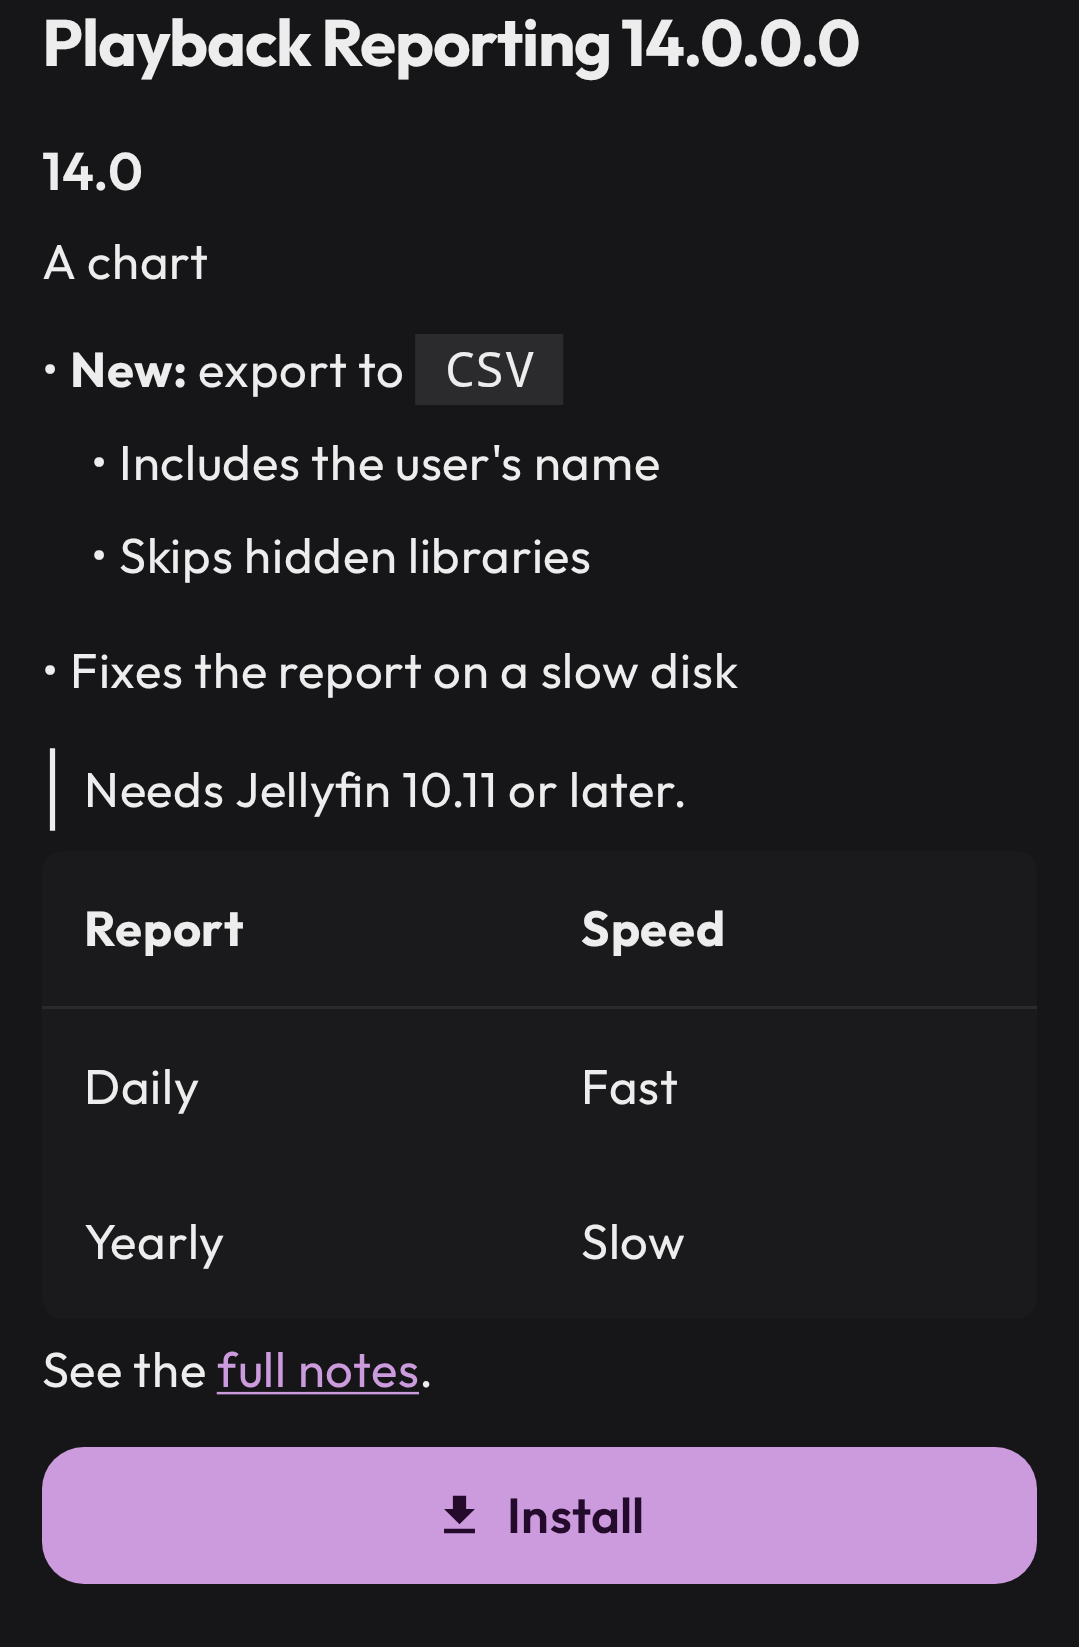 Playback Reporting 14.0.0.0
14.0
A chart
• New: export to CSV
• Includes the user's name
• Skips hidden libraries
• Fixes the report on a slow disk
Needs Jellyfin 10.11 or later.
Report Speed
Daily Fast
Yearly Slow
See the full notes.
Install